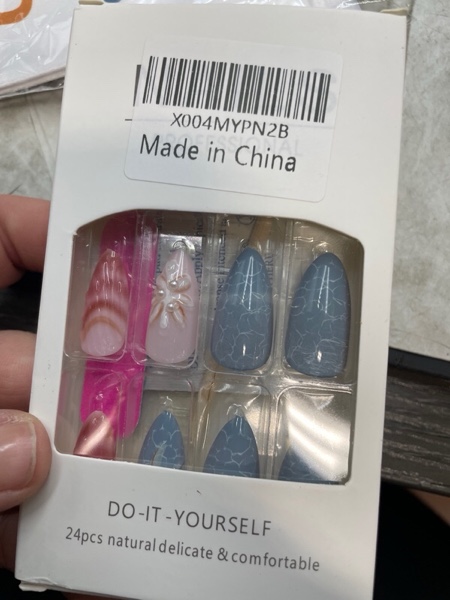 X004MYPN2B
Made in China
DO-IT-YOURSELF
24pcs natural delicate & comfortable